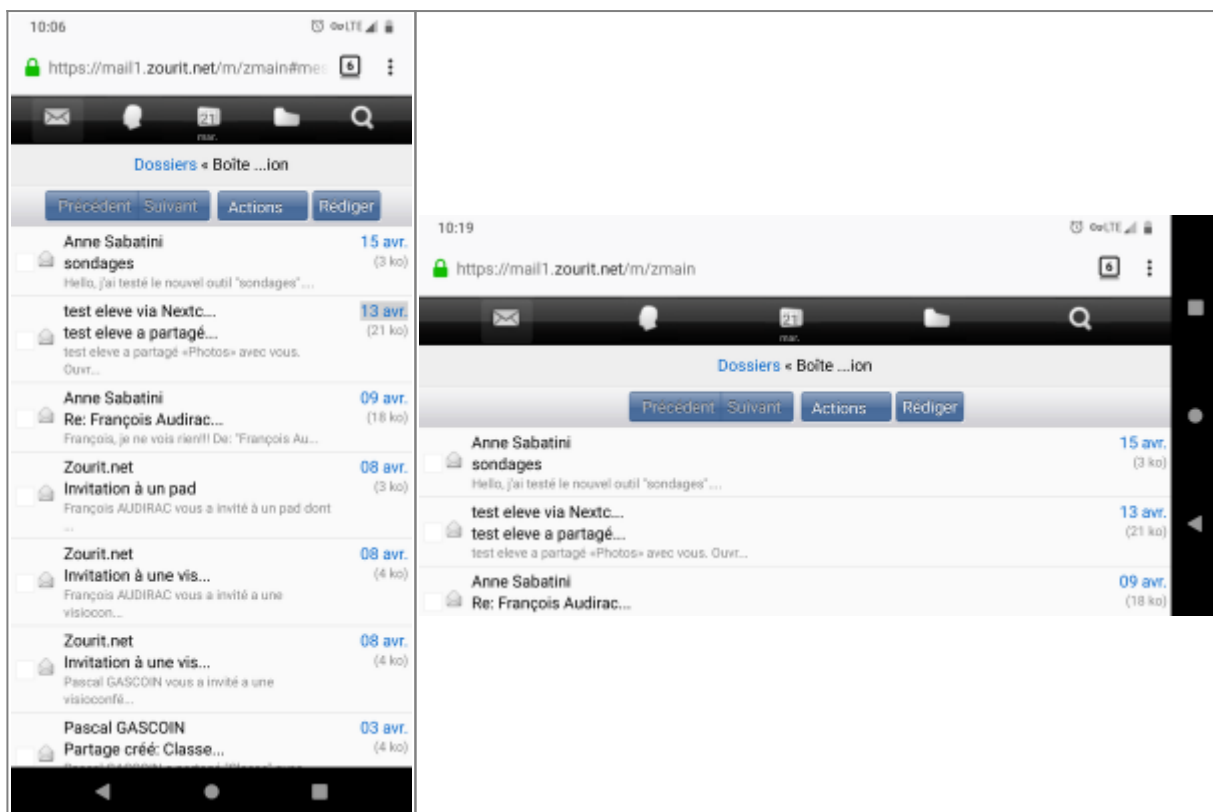 10:06
LTE
https://mail1.zourit.net/m/zmain#mes
6
21
mar.
Dossiers « Boîte ...ion
Précédent Suivant Actions Rédiger
Anne Sabatini 15 avr.
sondages (3 ko)
Hello, j'ai testé le nouvel outil "sondages"....
test eleve via Nextc... 13 avr.
test eleve a partagé... (21 ko)
test eleve a partagé «Photos» avec vous.
Ouvr...
Anne Sabatini 09 avr.
Re: François Audirac... (18 ko)
François, je ne vois rien!!! De: "François Au...
Zourit.net 08 avr.
Invitation à un pad (3 ko)
François AUDIRAC vous a invité à un pad dont
...
Zourit.net 08 avr.
Invitation à une vis... (4 ko)
François AUDIRAC vous a invité a une
visiocon...
Zourit.net 08 avr.
Invitation à une vis... (4 ko)
Pascal GASCOIN vous a invité a une
visioconfé...
Pascal GASCOIN 03 avr.
Partage créé: Classe... (4 ko)
10:19
LTE
https://mail1.zourit.net/m/zmain
6
21
mar.
Dossiers « Boîte ...ion
Précédent Suivant Actions Rédiger
Anne Sabatini 15 avr.
sondages (3 ko)
Hello, j'ai testé le nouvel outil "sondages"....
test eleve via Nextc... 13 avr.
test eleve a partagé... (21 ko)
test eleve a partagé «Photos» avec vous. Ouvr...
Anne Sabatini 09 avr.
Re: François Audirac... (18 ko)